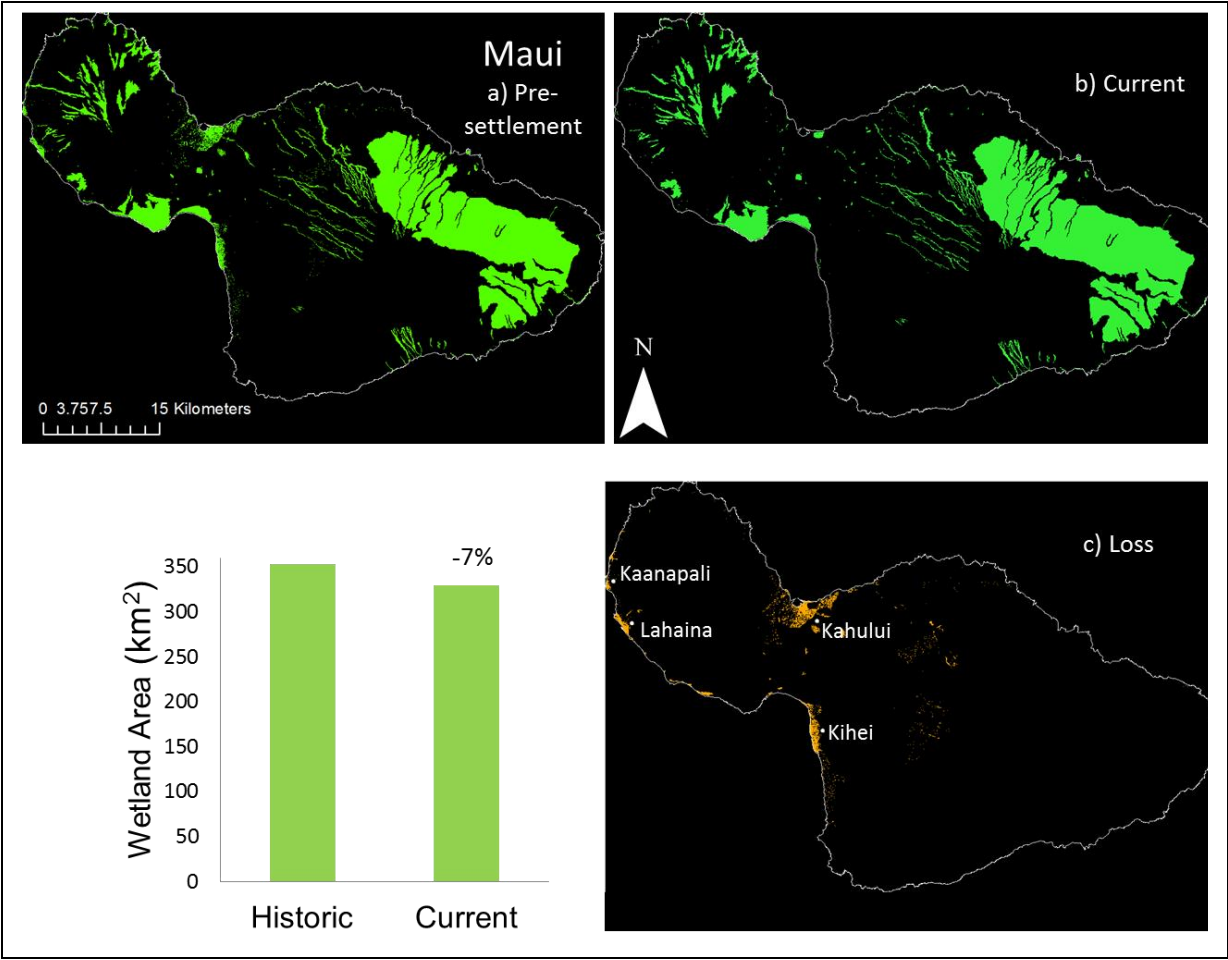 Maui
a) Pre-
settlement
0 3.757.5 15 Kilometers
b) Current
N
350
300
250
200
150
100
50
0
Wetland Area (km²)
-7%
Historic
Current
c) Loss
Kaanapali
Lahaina
Kahului
Kihei